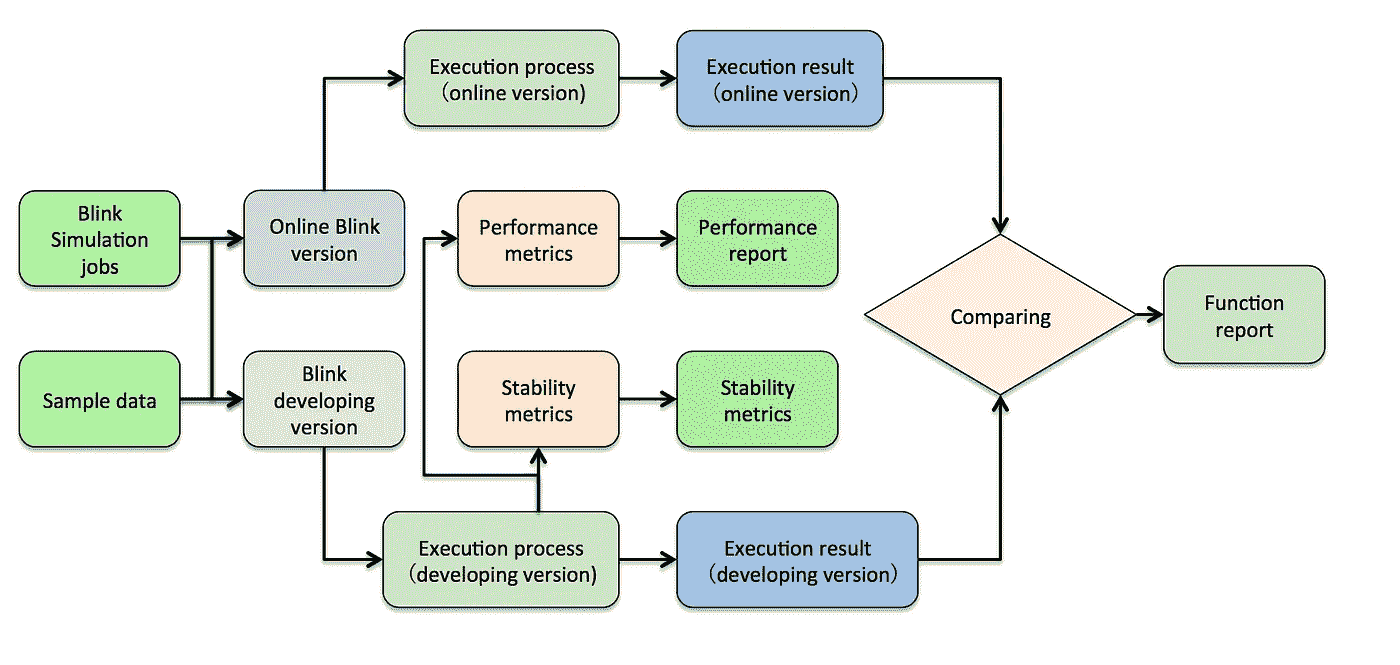 Execution process
（online version)
Execution result
（online version）
Blink
Simulation
jobs
Online Blink
version
Performance
metrics
Performance
report
Comparing
Function
report
Sample data
Blink
developing
version
Stability
metrics
Stability
metrics
Execution process
（developing version)
Execution result
（developing version）